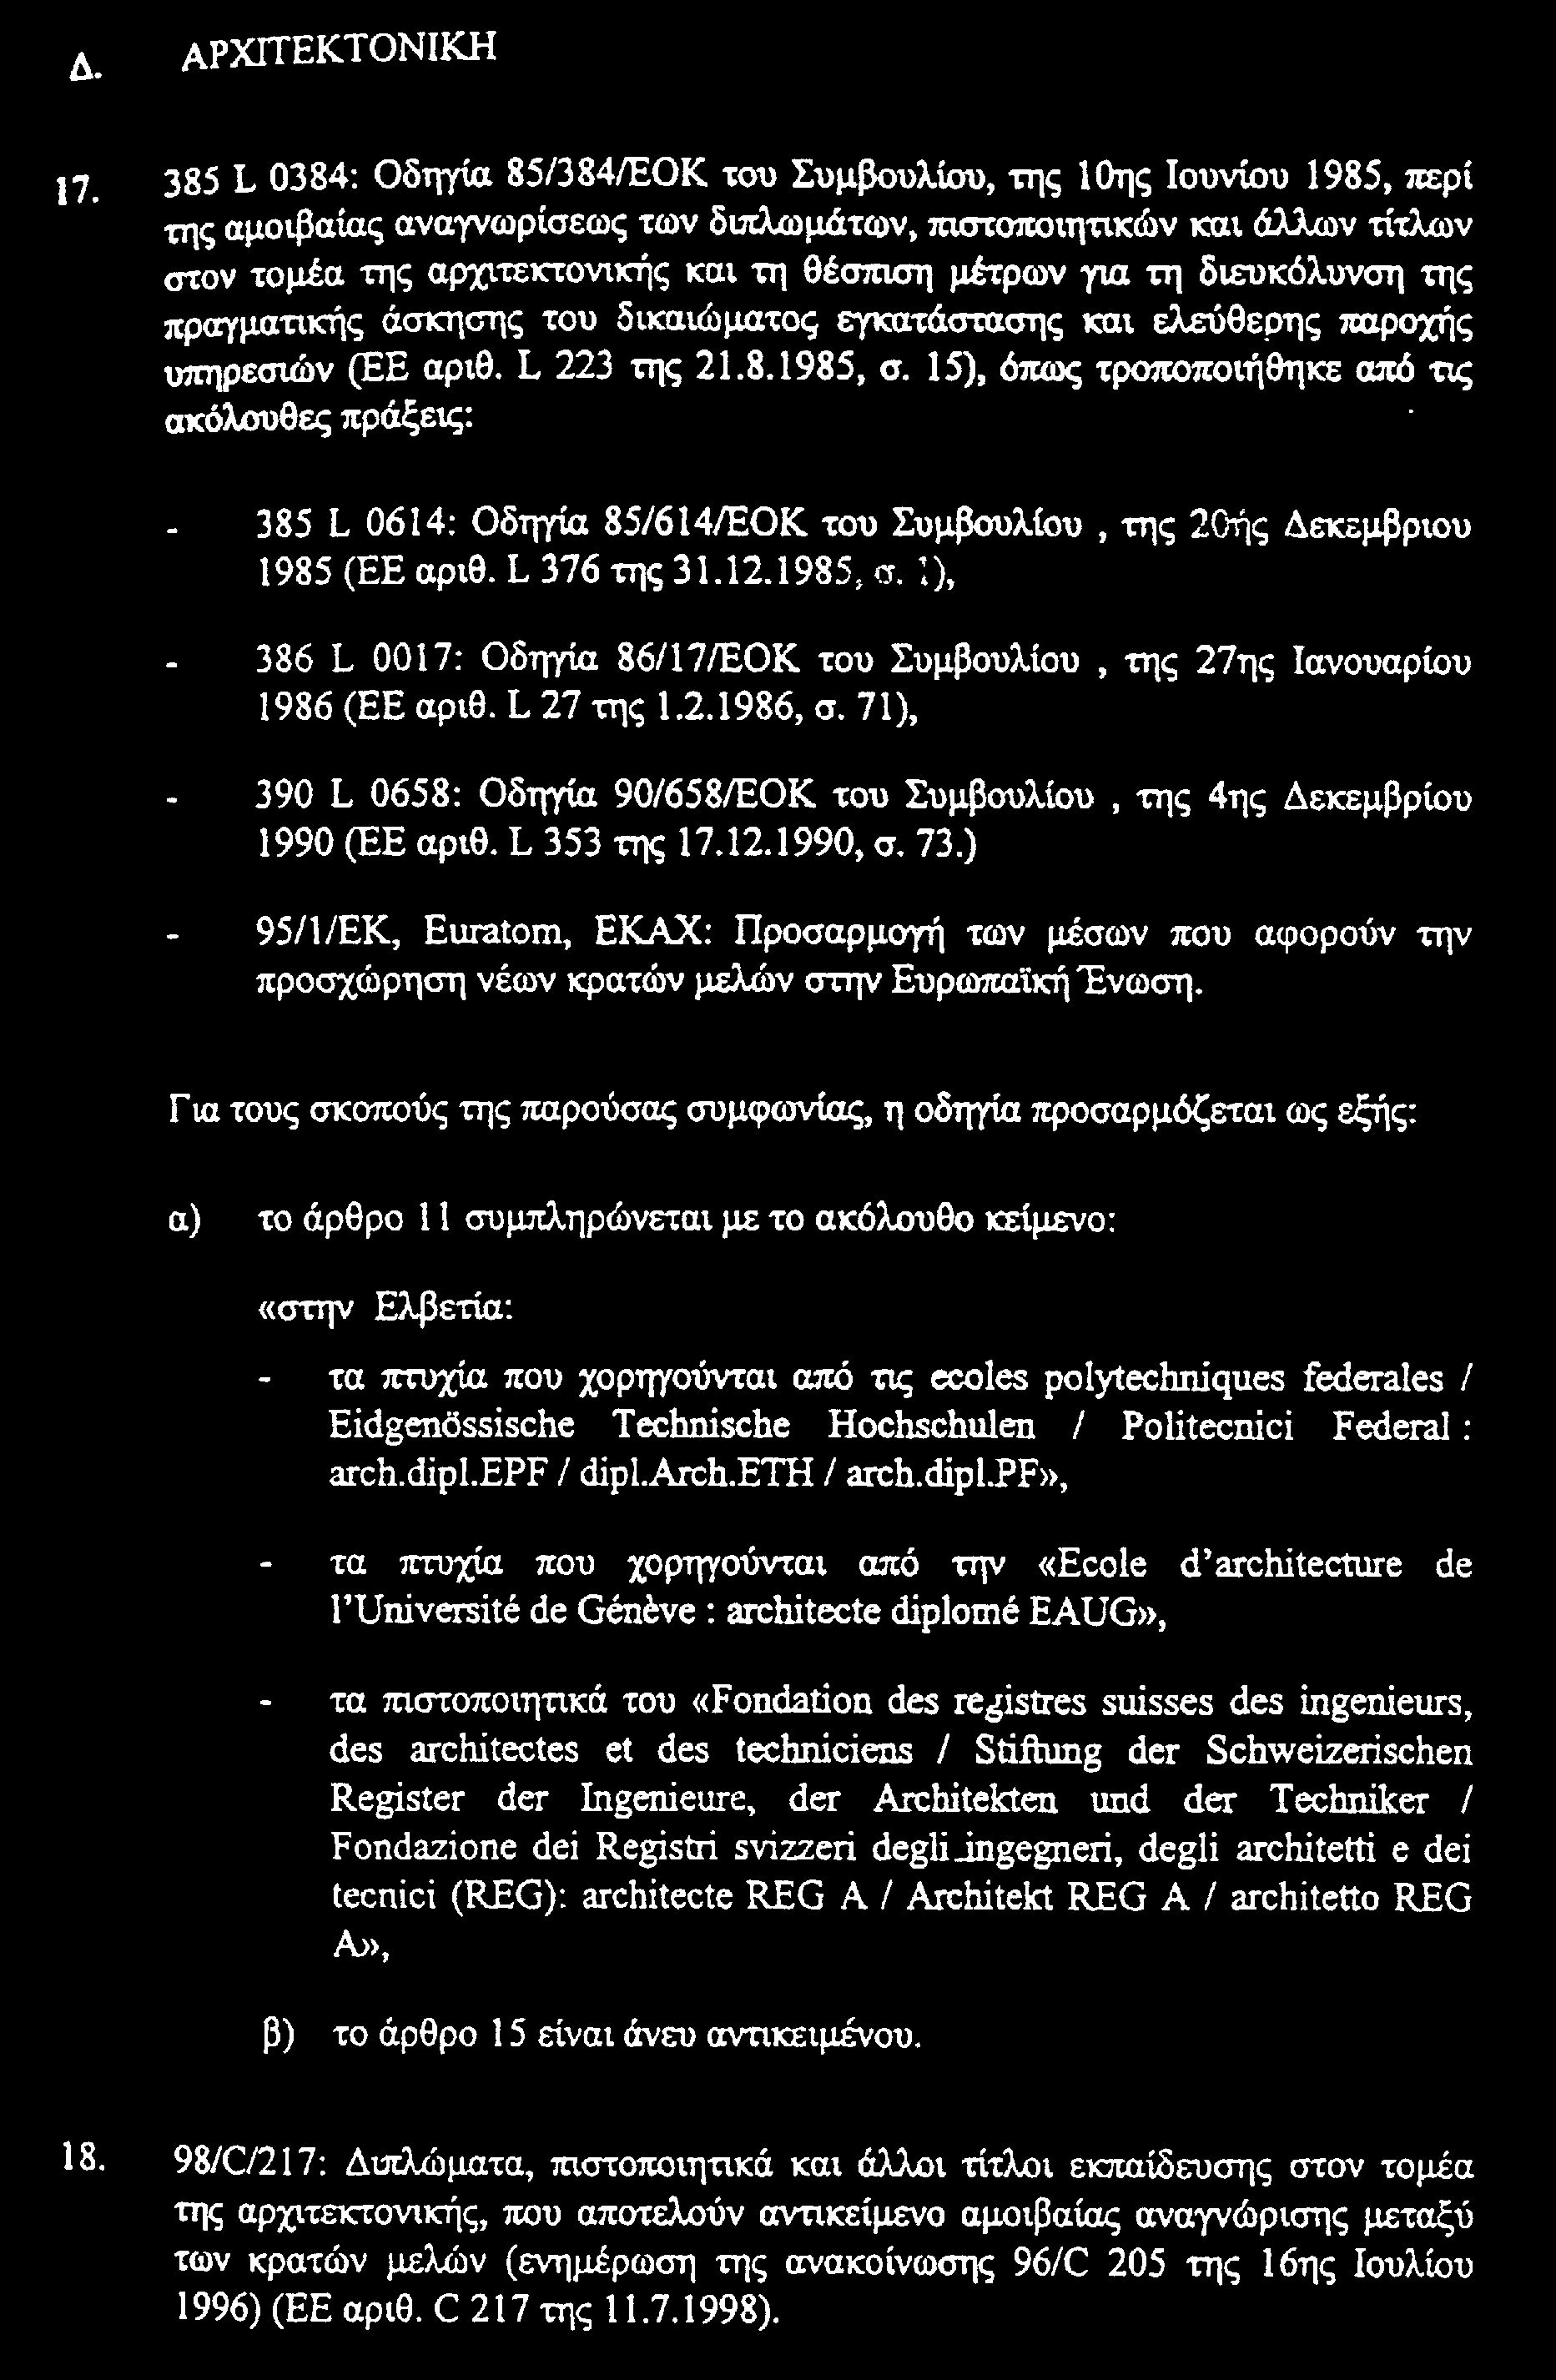 Δ. ΑΡΧΙΤΕΚΤΟΝΙΚΗ
17. 385 L 0384: Οδηγία 85/384/ΕΟΚ του Συμβουλίου, της 10ης Ιουνίου 1985, περί
της αμοιβαίας αναγνωρίσεως των διπλωμάτων, πιστοποιητικών και άλλων τίτλων
στον τομέα της αρχιτεκτονικής και τη θέσπιση μέτρων για τη διευκόλυνση της
πραγματικής άσκησης του δικαιώματος εγκατάστασης και ελεύθερης παροχής
υπηρεσιών (ΕΕ αριθ. L 223 της 21.8.1985, σ. 15), όπως τροποποιήθηκε από τις
ακόλουθες πράξεις:
- 385 L 0614: Οδηγία 85/614/ΕΟΚ του Συμβουλίου , της 20ής Δεκεμβριου
1985 (ΕΕ αριθ. L 376 της 31.12.1985, σ. 1),
- 386 L 0017: Οδηγία 86/17/ΕΟΚ του Συμβουλίου , της 27ης Ιανουαρίου
1986 (ΕΕ αριθ. L 27 της 1.2.1986, σ. 71),
- 390 L 0658: Οδηγία 90/658/ΕΟΚ του Συμβουλίου , της 4ης Δεκεμβρίου
1990 (ΕΕ αριθ. L 353 της 17.12.1990, σ. 73.)
- 95/1/ΕΚ, Euratom, ΕΚΑΧ: Προσαρμογή των μέσων που αφορούν την
προσχώρηση νέων κρατών μελών στην Ευρωπαϊκή Ένωση.
Για τους σκοπούς της παρούσας συμφωνίας, η οδηγία προσαρμόζεται ως εξής:
α) το άρθρο 11 συμπληρώνεται με το ακόλουθο κείμενο:
«στην Ελβετία:
- τα πτυχία που χορηγούνται από τις ecoles polytechniques federales /
Eidgenössische Technische Hochschulen / Politecnici Federal :
arch.dipl.EPF / dipl.Arch.ETH / arch.dipl.PF»,
- τα πτυχία που χορηγούνται από την «Ecole d’architecture de
l’Université de Génève : architecte diplomé EAUG»,
- τα πιστοποιητικά του «Fondation des registres suisses des ingenieurs,
des architectes et des techniciens / Stiftung der Schweizerischen
Register der Ingenieure, der Architekten und der Techniker /
Fondazione dei Registri svizzeri degli ingegneri, degli architetti e dei
tecnici (REG): architecte REG A / Architekt REG A / architetto REG
A»,
β) το άρθρο 15 είναι άνευ αντικειμένου.
18. 98/C/217: Διπλώματα, πιστοποιητικά και άλλοι τίτλοι εκπαίδευσης στον τομέα
της αρχιτεκτονικής, που αποτελούν αντικείμενο αμοιβαίας αναγνώρισης μεταξύ
των κρατών μελών (ενημέρωση της ανακοίνωσης 96/C 205 της 16ης Ιουλίου
1996) (ΕΕ αριθ. C 217 της 11.7.1998).